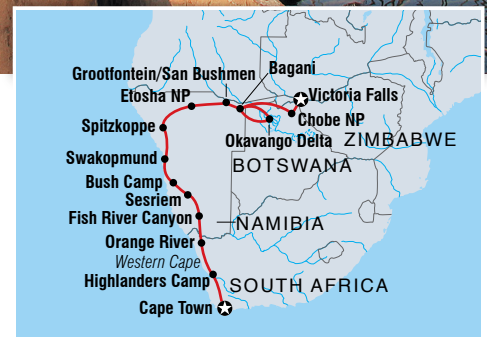 Grootfontein/San Bushmen
Bagani
Etosha NP
Victoria Falls
Chobe NP
Spitzkoppe
Okavango Delta
ZIMBABWE
Swakopmund
BOTSWANA
Bush Camp
Sesriem
Fish River Canyon
NAMIBIA
Orange River
Western Cape
Highlanders Camp
SOUTH AFRICA
Cape Town